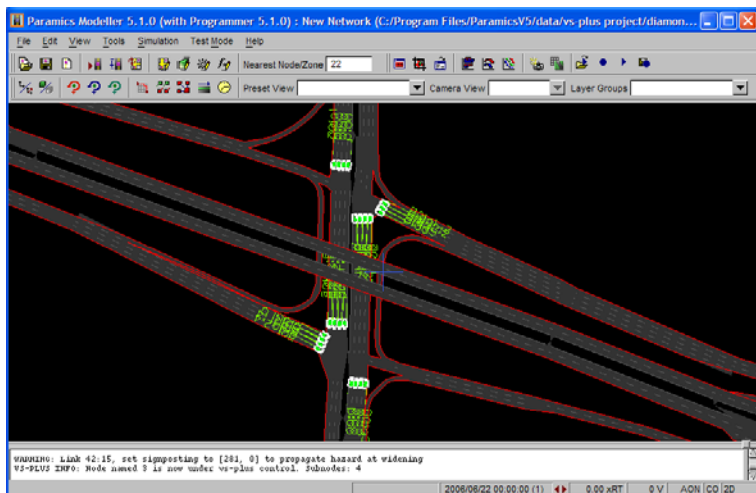 Paramics Modeller 5.1.0 (with Programmer 5.1.0) : New Network (C:/Program Files/ParamicsV5/data/vs-plus project/diamon...
File Edit View Tools Simulation Test Mode Help
Nearest Node/Zone 22
Preset View Camera View Layer Groups
WARNING: Link 42:15, set signposting to [281, 0] to propagate hazard at widening
VS-PLUS INFO: Node named 9 is now under vs-plus control. Subnodes: 4
2006/06/22 00:00:00 (1) 0.00 xRT 0 V AON CO 2D